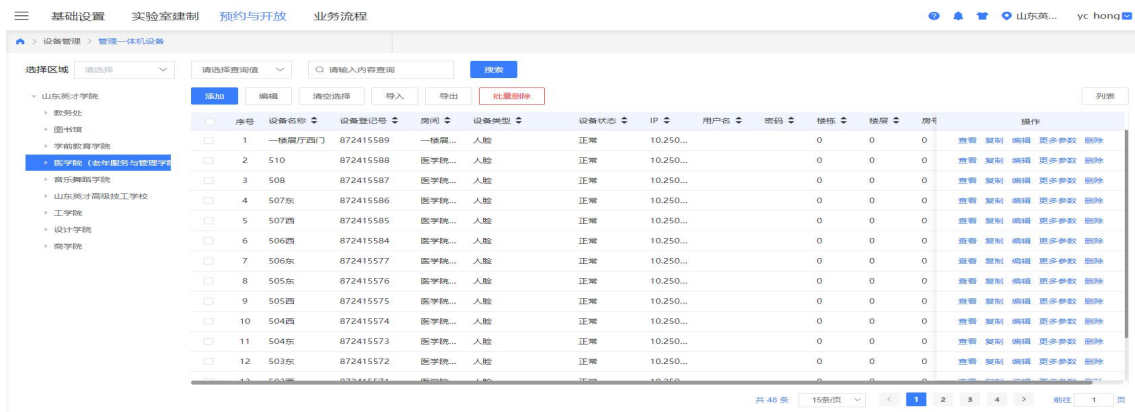 基础设置 实验室建制 预约与开放 业务流程 山东英... yc hong
> 设备管理 > 管理一体机设备
选择区域 请选择 请选择查询值 请输入内容查询 搜索
添加 编辑 清空选择 导入 导出 批量删除 列表
山东英才学院
教务处
图书馆
学前教育学院
医学院（老年服务与管理学院
音乐舞蹈学院
山东英才高级技工学校
工学院
设计学院
商学院
序号 设备名称 设备登记号 房间 设备类型 设备状态 IP 用户名 密码 楼栋 楼层 房号 操作
1 一楼展厅西门 872415589 一楼展... 人脸 正常 10.250... 0 0 0 查看 复制 编辑 更多参数 删除
2 510 872415588 医学院... 人脸 正常 10.250... 0 0 0 查看 复制 编辑 更多参数 删除
3 508 872415587 医学院... 人脸 正常 10.250... 0 0 0 查看 复制 编辑 更多参数 删除
4 507东 872415586 医学院... 人脸 正常 10.250... 0 0 0 查看 复制 编辑 更多参数 删除
5 507西 872415585 医学院... 人脸 正常 10.250... 0 0 0 查看 复制 编辑 更多参数 删除
6 506西 872415584 医学院... 人脸 正常 10.250... 0 0 0 查看 复制 编辑 更多参数 删除
7 506东 872415577 医学院... 人脸 正常 10.250... 0 0 0 查看 复制 编辑 更多参数 删除
8 505东 872415576 医学院... 人脸 正常 10.250... 0 0 0 查看 复制 编辑 更多参数 删除
9 505西 872415575 医学院... 人脸 正常 10.250... 0 0 0 查看 复制 编辑 更多参数 删除
10 504西 872415574 医学院... 人脸 正常 10.250... 0 0 0 查看 复制 编辑 更多参数 删除
11 504东 872415573 医学院... 人脸 正常 10.250... 0 0 0 查看 复制 编辑 更多参数 删除
12 503东 872415572 医学院... 人脸 正常 10.250... 0 0 0 查看 复制 编辑 更多参数 删除
共 48 条 15条/页 < 1 2 3 4 > 前往 1 页